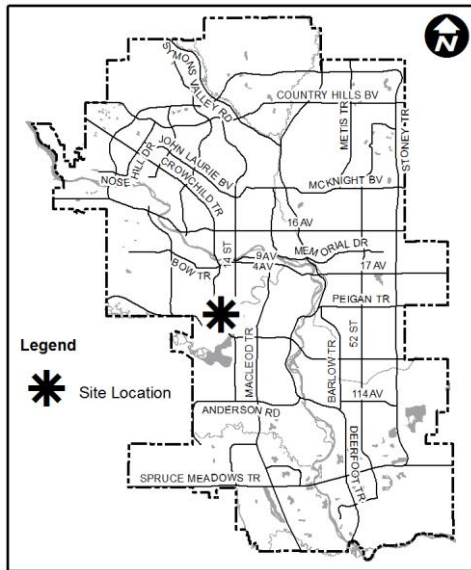 N
SYMONS VALLEY RD
COUNTRY HILLS BV
METIS TR
STONEY TR
JOHN LAURIE BV
CROWCHILD TR
NOSE HILL DR
MCKNIGHT BV
16 AV
14 ST
9 AV
4 AV
MEMORIAL DR
17 AV
BOW TR
PEIGAN TR
52 ST
BARLOW TR
MACLEOD TR
114 AV
ANDERSON RD
DEERFOOT TR
SPRUCE MEADOWS TR
Legend
Site Location